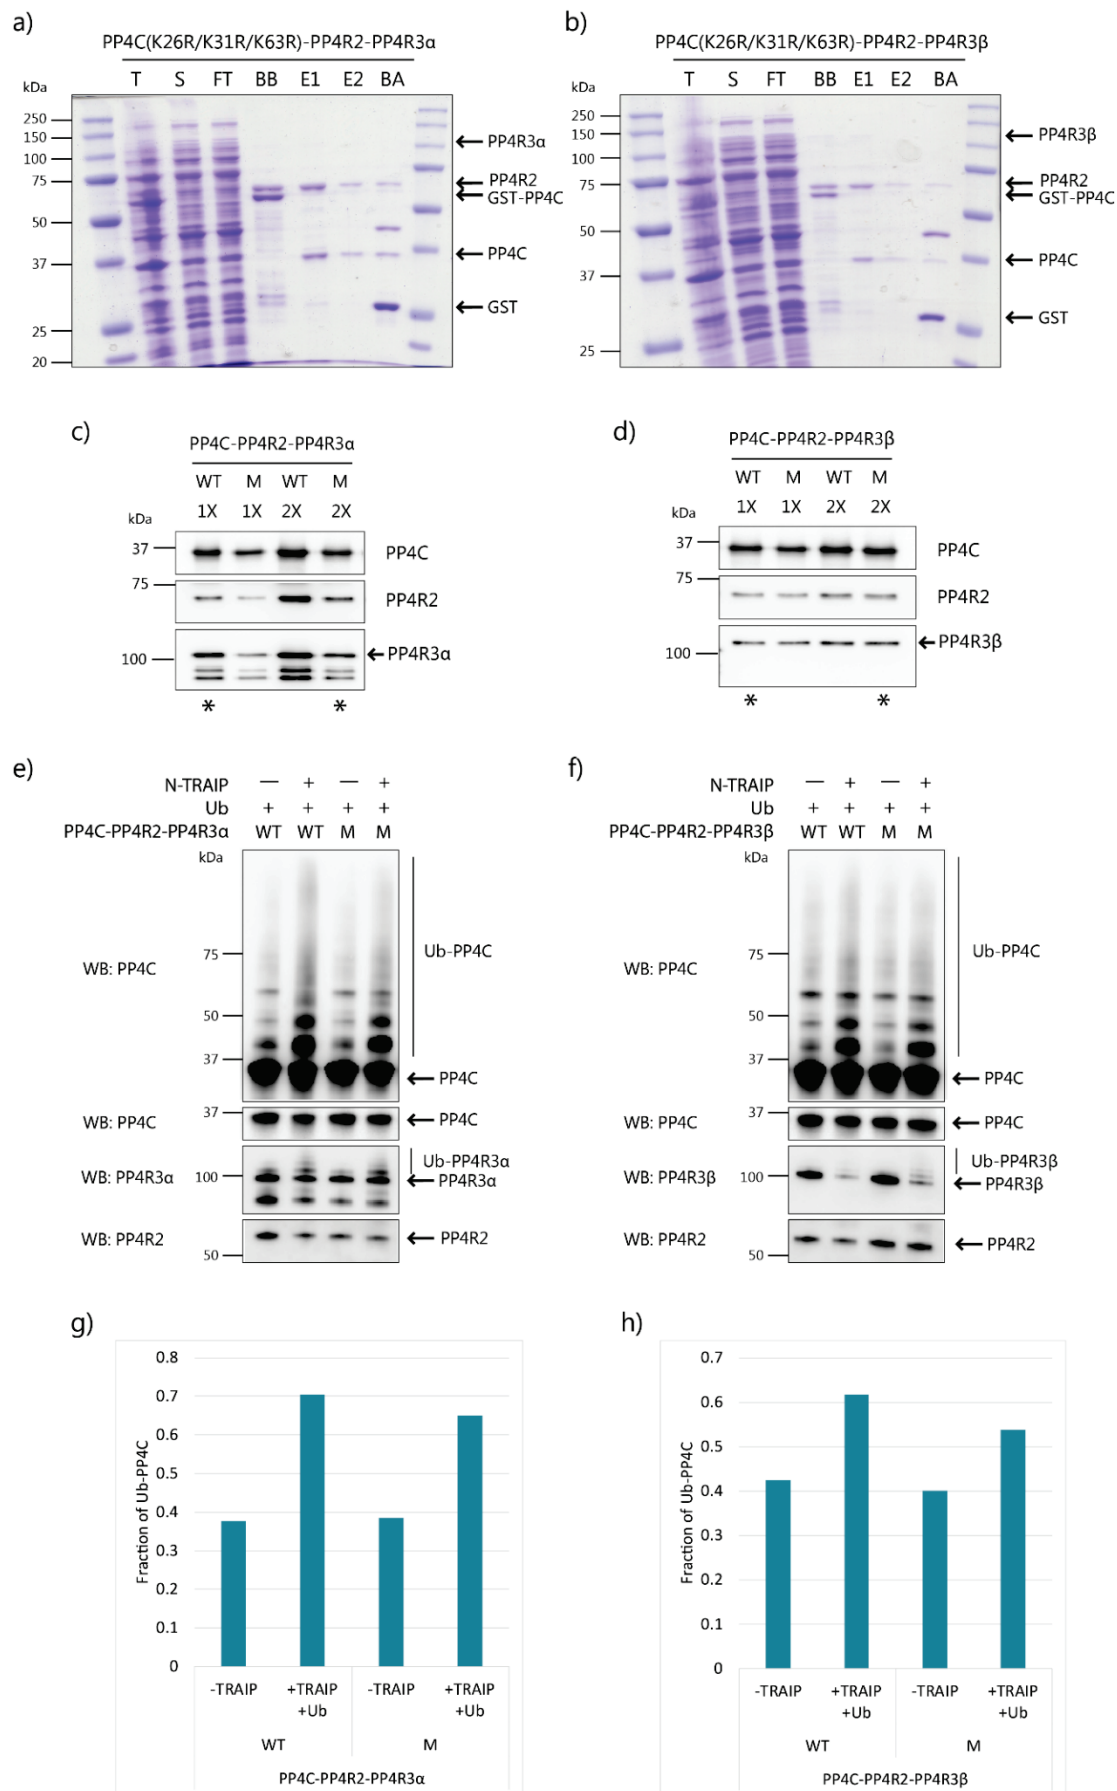 a)
PP4C(K26R/K31R/K63R)-PP4R2-PP4R3α
kDa T S FT BB E1 E2 BA
250
150
100
75
50
37
25
20
PP4R3α
PP4R2
GST-PP4C
PP4C
GST
b)
PP4C(K26R/K31R/K63R)-PP4R2-PP4R3β
kDa T S FT BB E1 E2 BA
250
150
100
75
50
37
25
PP4R3β
PP4R2
GST-PP4C
PP4C
GST
c)
PP4C-PP4R2-PP4R3α
WT M WT M
1X 1X 2X 2X
kDa
37 PP4C
75
PP4R2
100 PP4R3α
* *
d)
PP4C-PP4R2-PP4R3β
WT M WT M
1X 1X 2X 2X
kDa
37 PP4C
75
PP4R2
100 PP4R3β
* *
e)
N-TRAIP — + — +
Ub + + + +
PP4C-PP4R2-PP4R3α WT WT M M
kDa
75
Ub-PP4C
WB: PP4C
50
37
PP4C
37
WB: PP4C PP4C
Ub-PP4R3α
WB: PP4R3α 100 PP4R3α
WB: PP4R2 PP4R2
50
f)
N-TRAIP — + — +
Ub + + + +
PP4C-PP4R2-PP4R3β WT WT M M
kDa
75
Ub-PP4C
WB: PP4C
50
37
PP4C
37
WB: PP4C PP4C
Ub-PP4R3β
WB: PP4R3β 100 PP4R3β
WB: PP4R2 PP4R2
50
g)
Fraction of Ub-PP4C
0.8
0.7
0.6
0.5
0.4
0.3
0.2
0.1
0
-TRAIP +TRAIP -TRAIP +TRAIP
+Ub +Ub
WT M
PP4C-PP4R2-PP4R3α
h)
Fraction of Ub-PP4C
0.7
0.6
0.5
0.4
0.3
0.2
0.1
0
-TRAIP +TRAIP -TRAIP +TRAIP
+Ub +Ub
WT M
PP4C-PP4R2-PP4R3β